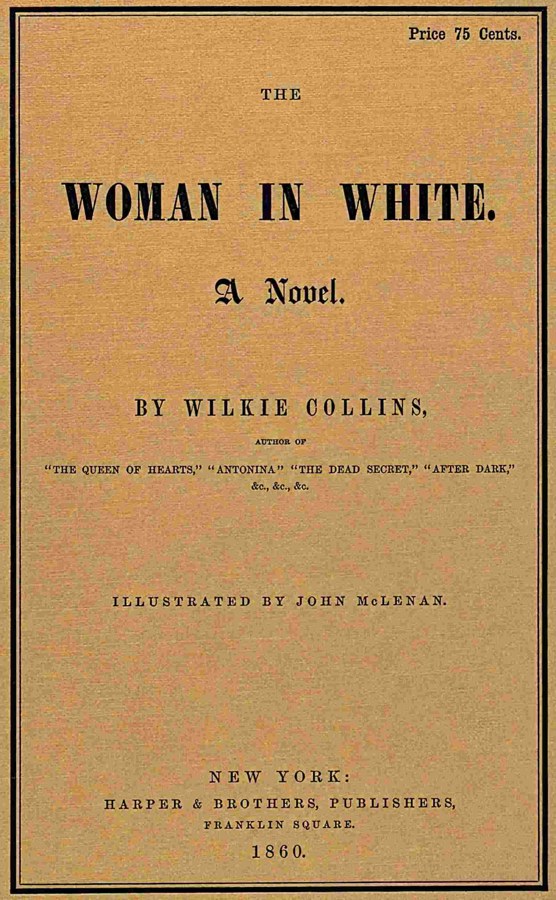 Price 75 Cents.
THE
WOMAN IN WHITE.
A Novel.
BY WILKIE COLLINS,
AUTHOR OF
"THE QUEEN OF HEARTS," "ANTONINA" "THE DEAD SECRET," "AFTER DARK,"
&c., &c., &c.
ILLUSTRATED BY JOHN McLENAN.
NEW YORK:
HARPER & BROTHERS, PUBLISHERS,
FRANKLIN SQUARE.
1860.